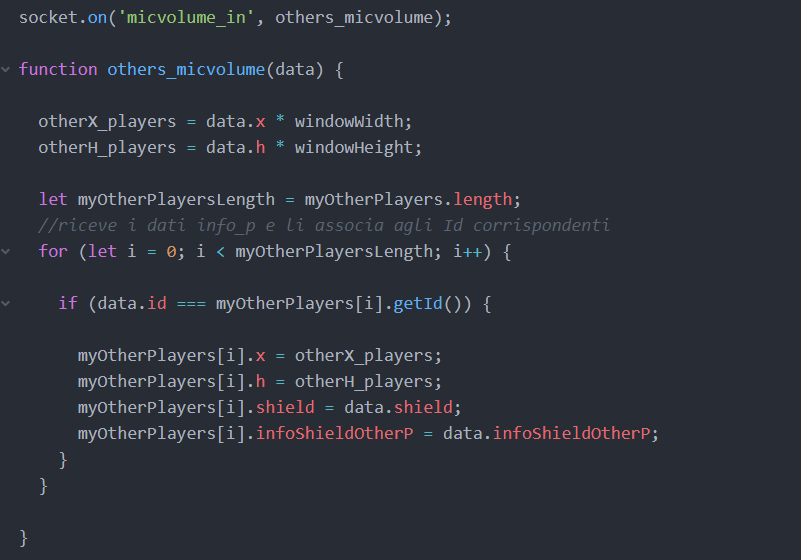 socket.on('micvolume_in', others_micvolume);
function others_micvolume(data) {
otherX_players = data.x * windowWidth;
otherH_players = data.h * windowHeight;
let myOtherPlayersLength = myOtherPlayers.length;
//riceve i dati info_p e li associa agli Id corrispondenti
for (let i = 0; i < myOtherPlayersLength; i++) {
if (data.id === myOtherPlayers[i].getId()) {
myOtherPlayers[i].x = otherX_players;
myOtherPlayers[i].h = otherH_players;
myOtherPlayers[i].shield = data.shield;
myOtherPlayers[i].infoShieldOtherP = data.infoShieldOtherP;
}
}
}